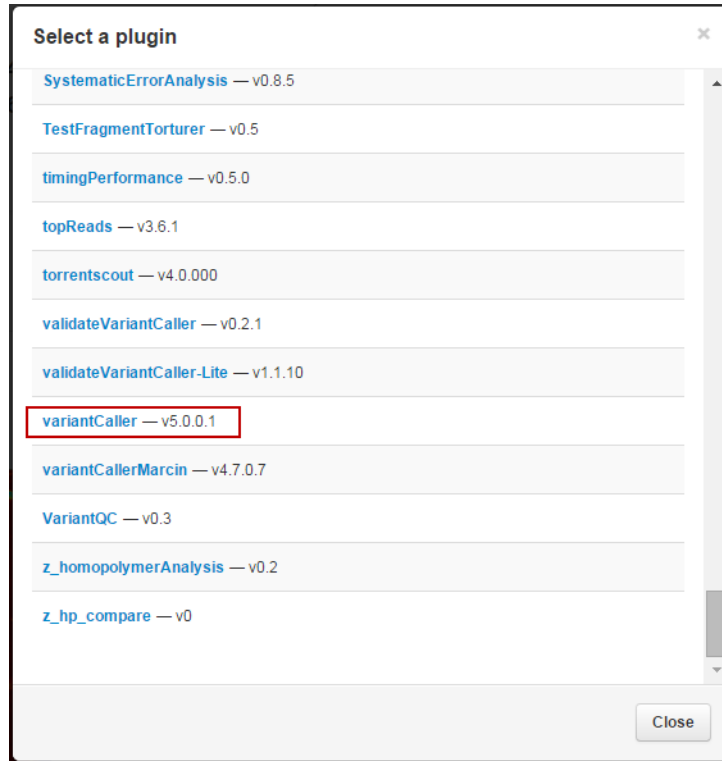 Select a plugin ×
SystematicErrorAnalysis — v0.8.5
TestFragmentTorturer — v0.5
timingPerformance — v0.5.0
topReads — v3.6.1
torrentscout — v4.0.000
validateVariantCaller — v0.2.1
validateVariantCaller-Lite — v1.1.10
variantCaller — v5.0.0.1
variantCallerMarcin — v4.7.0.7
VariantQC — v0.3
z_homopolymerAnalysis — v0.2
z_hp_compare — v0
Close